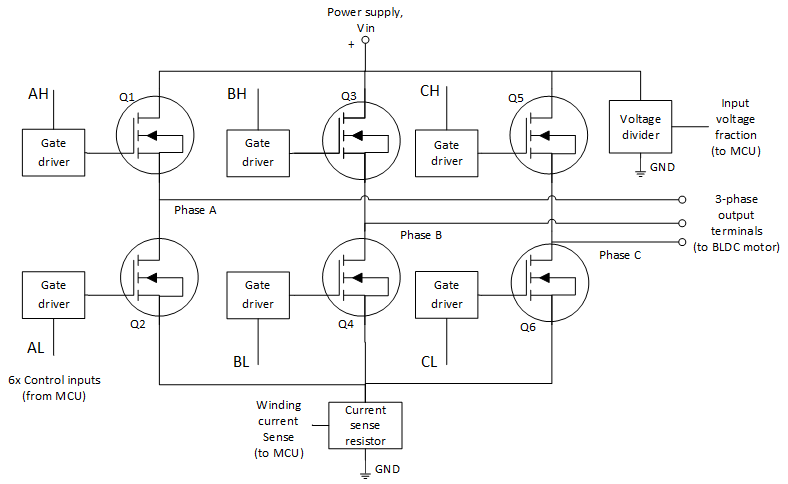 Power supply,
Vin
+
AH
Q1
BH
Q3
CH
Q5
Gate
driver
Gate
driver
Gate
driver
Voltage
divider
Input
voltage
fraction
(to MCU)
GND
Phase A
Phase B
Phase C
3-phase
output
terminals
(to BLDC motor)
Gate
driver
Gate
driver
Gate
driver
Q2
Q4
Q6
AL
BL
CL
6x Control inputs
(from MCU)
Winding
current
Sense
(to MCU)
Current
sense
resistor
GND